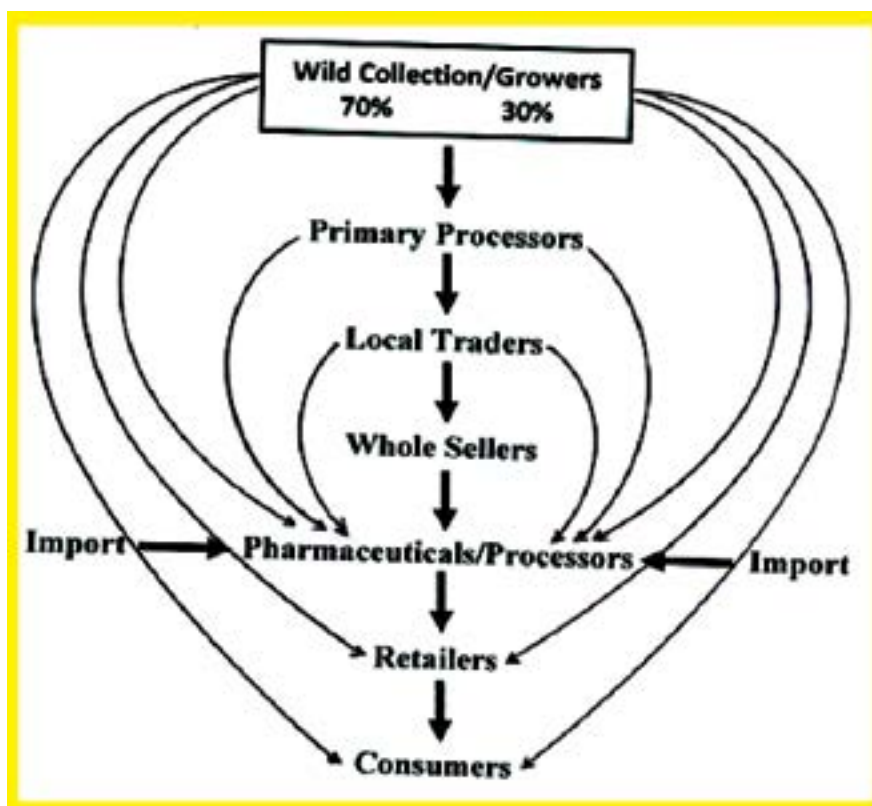 Wild Collection/Growers
70% 30%
Primary Processors
Local Traders
Whole Sellers
Import
Pharmaceuticals/Processors
Import
Retailers
Consumers